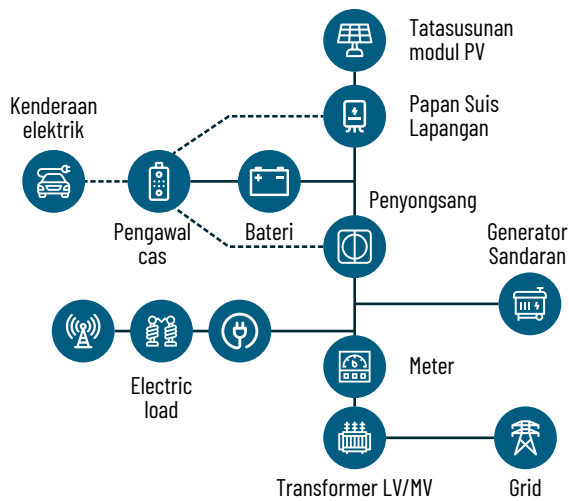 Tatasusunan
modul PV
Kenderaan
elektrik
Papan Suis
Lapangan
Pengawal
cas
Bateri
Penyongsang
Generator
Sandaran
Electric
load
Meter
Transformer LV/MV
Grid